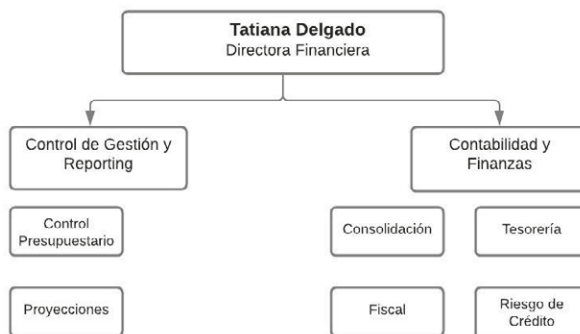 Tatiana Delgado
Directora Financiera
Control de Gestión y
Reporting
Contabilidad y
Finanzas
Control
Presupuestario
Consolidación
Tesorería
Proyecciones
Fiscal
Riesgo de
Crédito